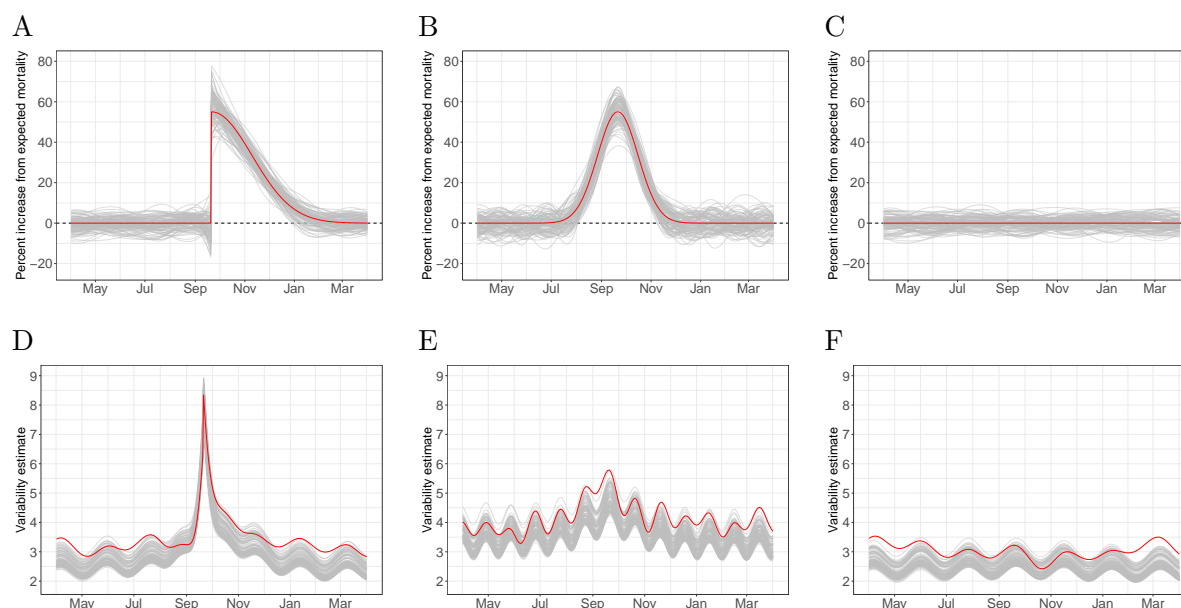 A
Percent increase from expected mortality
80
60
40
20
0
−20
May Jul Sep Nov Jan Mar
B
Percent increase from expected mortality
80
60
40
20
0
−20
May Jul Sep Nov Jan Mar
C
Percent increase from expected mortality
80
60
40
20
0
−20
May Jul Sep Nov Jan Mar
D
Variability estimate
9
8
7
6
5
4
3
2
May Jul Sep Nov Jan Mar
E
Variability estimate
9
8
7
6
5
4
3
2
May Jul Sep Nov Jan Mar
F
Variability estimate
9
8
7
6
5
4
3
2
May Jul Sep Nov Jan Mar